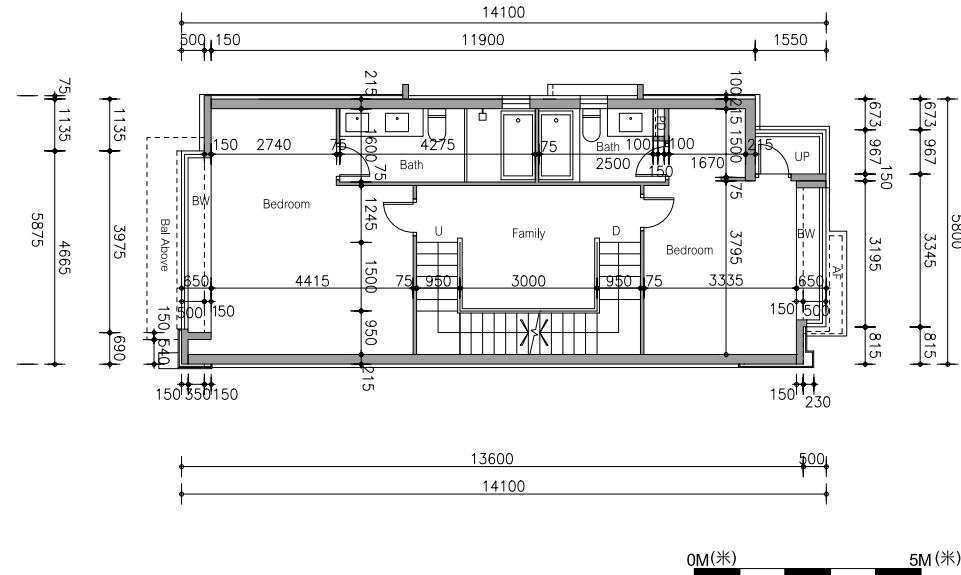 14100
500 150 11900 1550
75
1135
5875
4665
1135
3975
690
150
540
215
1600
75
1245
1500
950
215
100
215
1500
75
3795
673
967
150
3195
815
673
967
3345
815
5800
150 2740 75 4275 75 2500 100 150 100 1670 215
Bath
Bath
PD
UP
BW
Bedroom
Bal Above
U
Family
D
Bedroom
BW
AF
650 4415 75 950 3000 950 75 3335 650
500 150
150 500
150 350 150
150 230
13600 500
14100
0M(米) 5M(米)